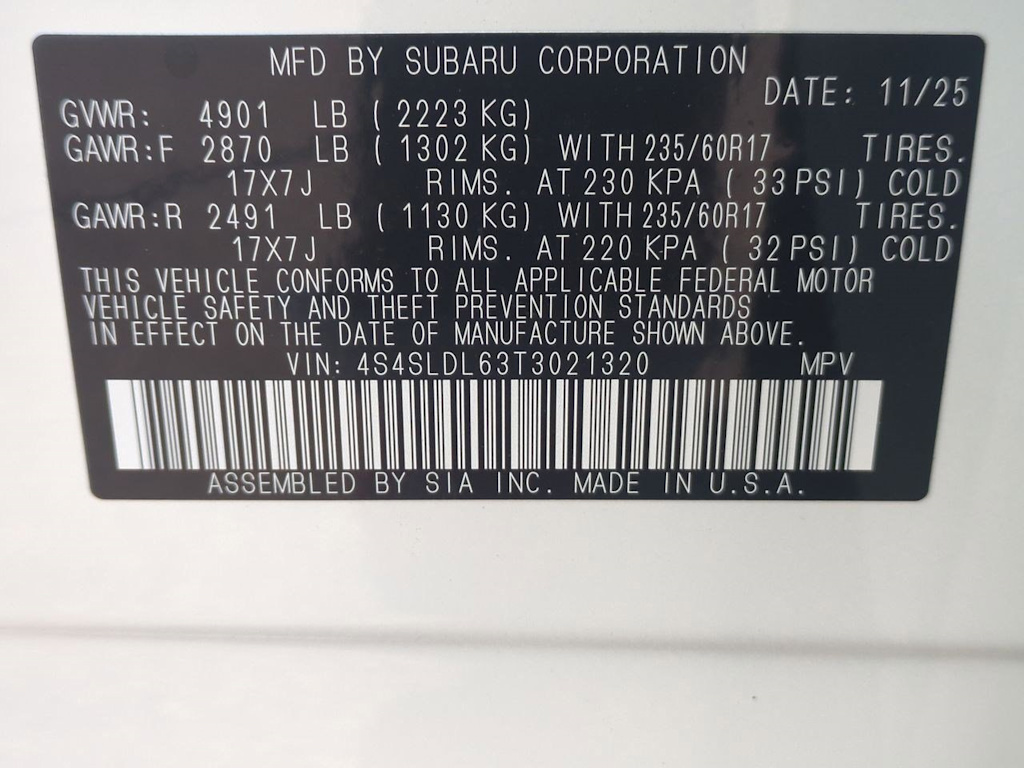 MFD BY SUBARU CORPORATION
DATE: 11/25
GVWR: 4901 LB ( 2223 KG)
GAWR:F 2870 LB ( 1302 KG) WITH 235/60R17 TIRES.
17X7J RIMS. AT 230 KPA ( 33 PSI) COLD
GAWR:R 2491 LB ( 1130 KG) WITH 235/60R17 TIRES.
17X7J RIMS. AT 220 KPA ( 32 PSI) COLD
THIS VEHICLE CONFORMS TO ALL APPLICABLE FEDERAL MOTOR
VEHICLE SAFETY AND THEFT PREVENTION STANDARDS
IN EFFECT ON THE DATE OF MANUFACTURE SHOWN ABOVE.
VIN: 4S4SLDL63T3021320 MPV
ASSEMBLED BY SIA INC. MADE IN U.S.A.